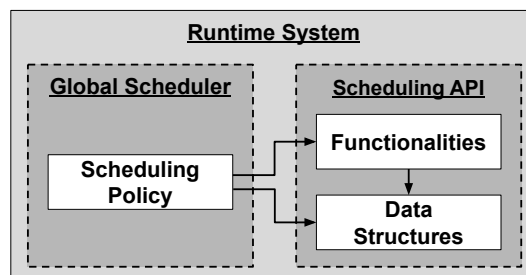 Runtime System
Global Scheduler
Scheduling API
Scheduling
Policy
Functionalities
Data
Structures